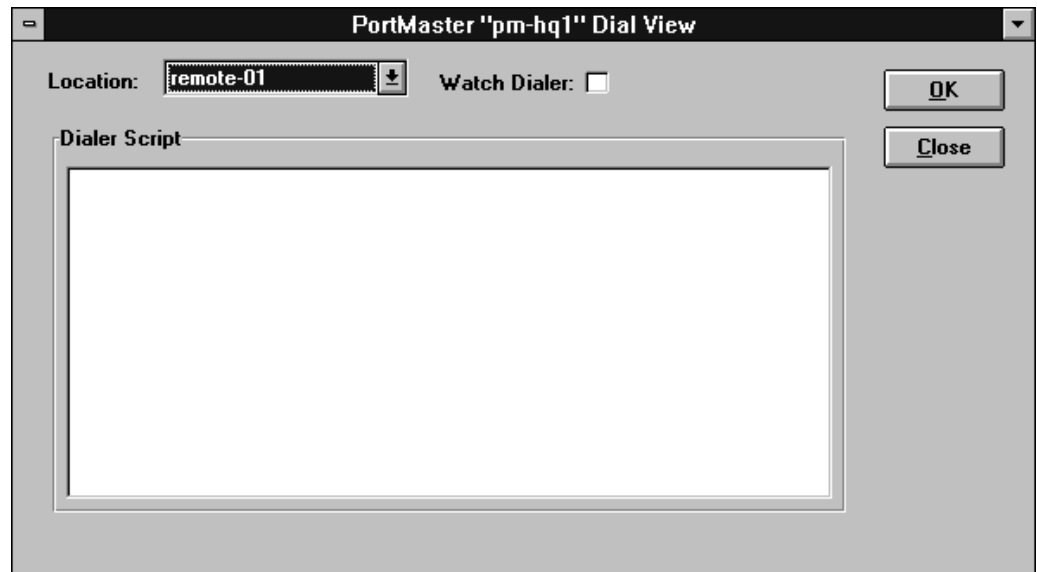 PortMaster "pm-hq1" Dial View
Location: remote-01 Watch Dialer:
OK
Dialer Script
Close